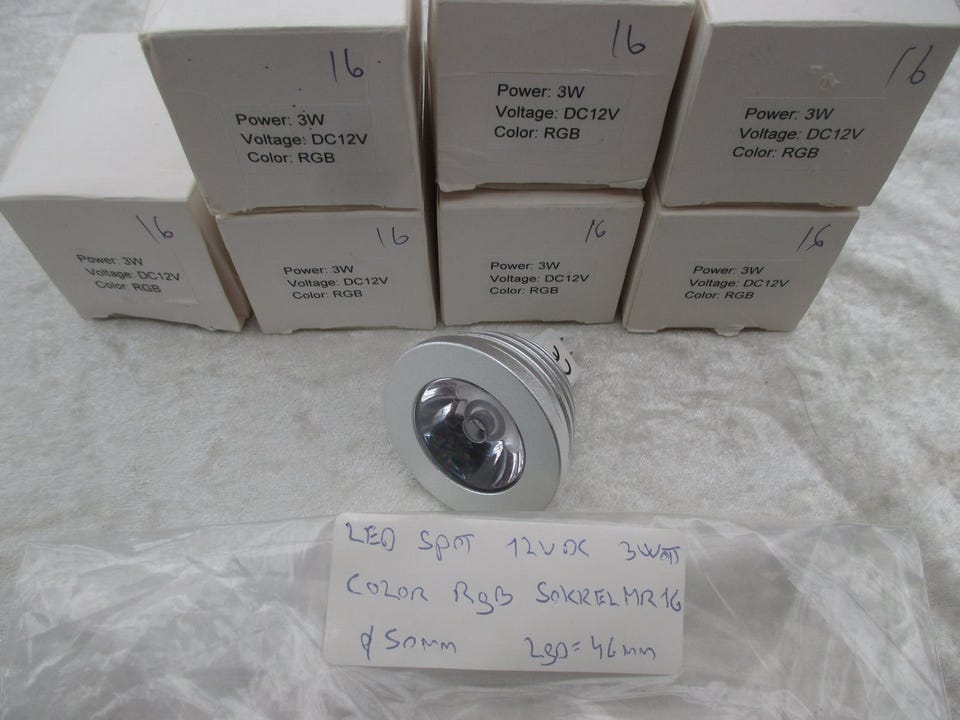 16
Power: 3W
Voltage: DC12V
Color: RGB
16
Power: 3W
Voltage: DC12V
Color: RGB
16
Power: 3W
Voltage: DC12V
Color: RGB
16
Power: 3W
Voltage: DC12V
Color: RGB
16
Power: 3W
Voltage: DC12V
Color: RGB
16
Power: 3W
Voltage: DC12V
Color: RGB
16
Power: 3W
Voltage: DC12V
Color: RGB
LED SPOT 12VDC 3WATT
COLOR RgB SOKKEL MR16
ø 50mm LgD= 46mm